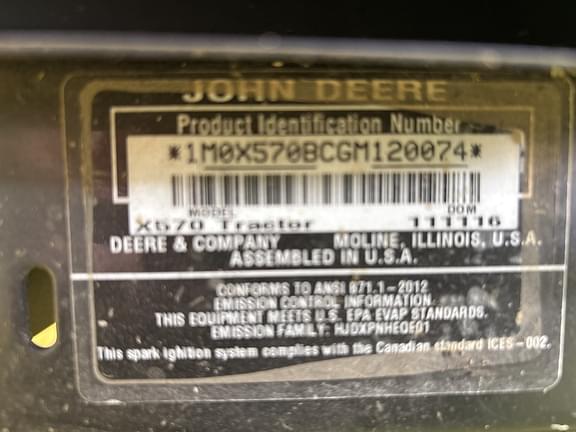 JOHN DEERE
Product Identification Number
*1M0X570BCGM120074*
MODEL DOM
X570 Tractor 111116
DEERE & COMPANY MOLINE, ILLINOIS, U.S.A.
ASSEMBLED IN U.S.A.
CONFORMS TO ANSI B71.1-2012
EMISSION CONTROL INFORMATION
THIS EQUIPMENT MEETS U.S. EPA EVAP STANDARDS.
EMISSION FAMILY:
This spark ignition system complies with the Canadian standard ICES-002.